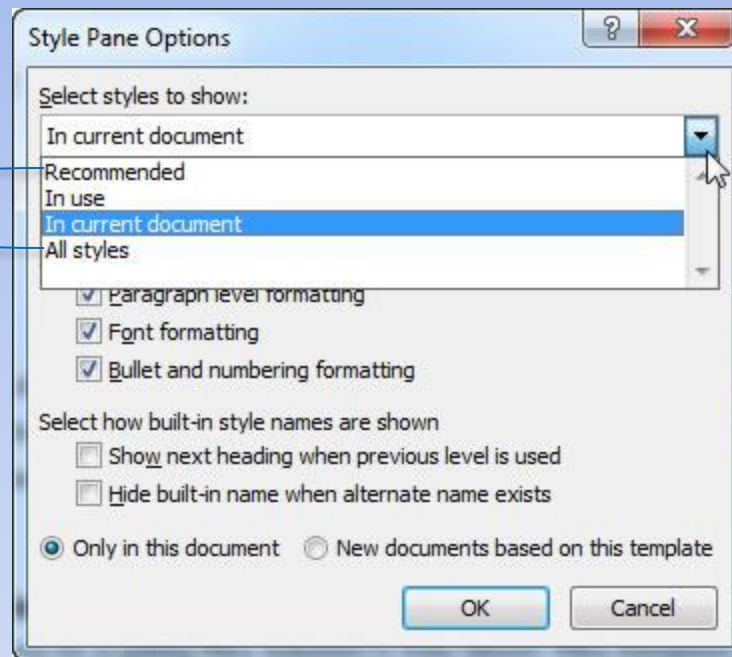 Style Pane Options
Select styles to show:
In current document
Recommended
In use
In current document
All styles
Paragraph level formatting
Font formatting
Bullet and numbering formatting
Select how built-in style names are shown
Show next heading when previous level is used
Hide built-in name when alternate name exists
Only in this document New documents based on this template
OK Cancel